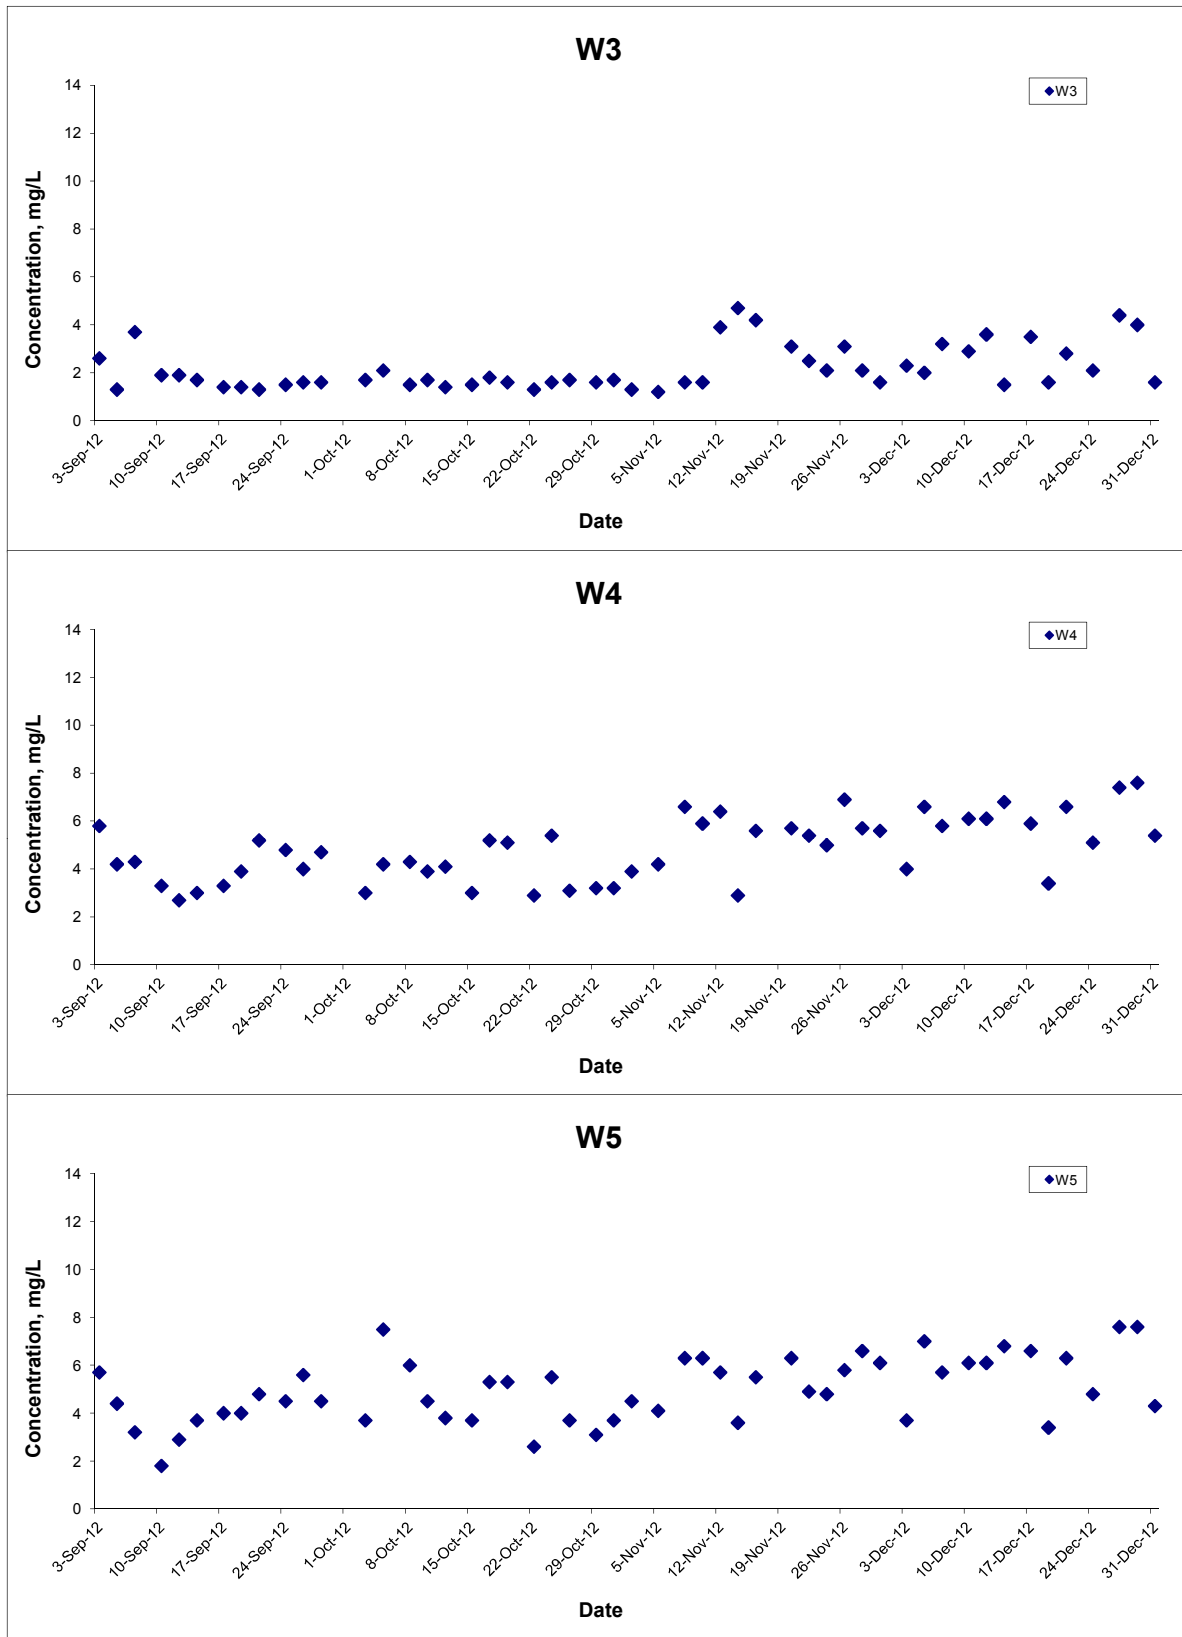 W3
W3
14
12
10
8
6
4
2
0
Concentration, mg/L
3-Sep-12
10-Sep-12
17-Sep-12
24-Sep-12
1-Oct-12
8-Oct-12
15-Oct-12
22-Oct-12
29-Oct-12
5-Nov-12
12-Nov-12
19-Nov-12
26-Nov-12
3-Dec-12
10-Dec-12
17-Dec-12
24-Dec-12
31-Dec-12
Date
W4
W4
14
12
10
8
6
4
2
0
Concentration, mg/L
3-Sep-12
10-Sep-12
17-Sep-12
24-Sep-12
1-Oct-12
8-Oct-12
15-Oct-12
22-Oct-12
29-Oct-12
5-Nov-12
12-Nov-12
19-Nov-12
26-Nov-12
3-Dec-12
10-Dec-12
17-Dec-12
24-Dec-12
31-Dec-12
Date
W5
W5
14
12
10
8
6
4
2
0
Concentration, mg/L
3-Sep-12
10-Sep-12
17-Sep-12
24-Sep-12
1-Oct-12
8-Oct-12
15-Oct-12
22-Oct-12
29-Oct-12
5-Nov-12
12-Nov-12
19-Nov-12
26-Nov-12
3-Dec-12
10-Dec-12
17-Dec-12
24-Dec-12
31-Dec-12
Date